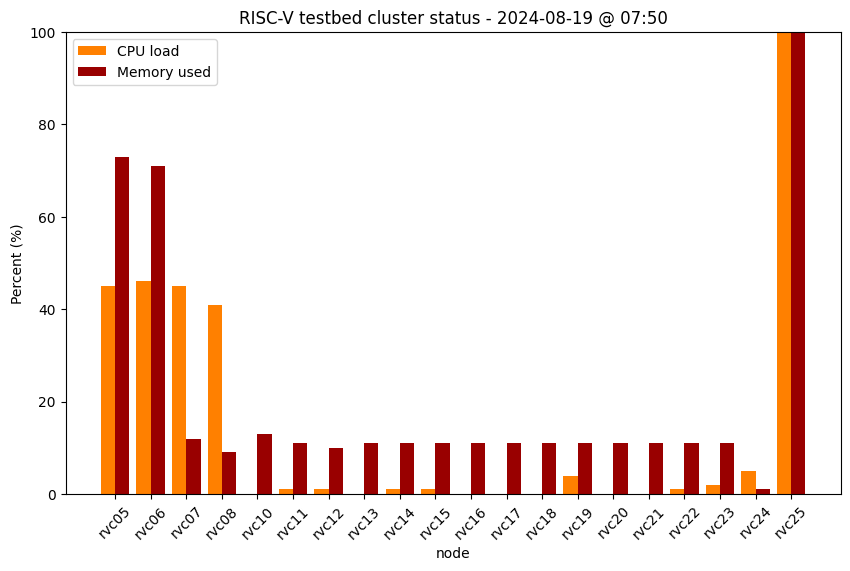 RISC-V testbed cluster status - 2024-08-19 @ 07:50
CPU load
Memory used
Percent (%)
100
80
60
40
20
0
rvc05 rvc06 rvc07 rvc08 rvc10 rvc11 rvc12 rvc13 rvc14 rvc15 rvc16 rvc17 rvc18 rvc19 rvc20 rvc21 rvc22 rvc23 rvc24 rvc25
node